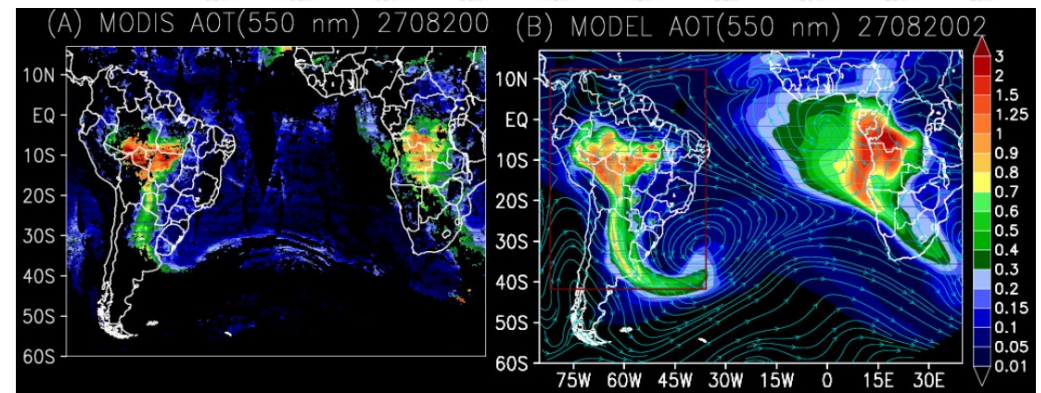 (A) MODIS AOT(550 nm) 2708200
(B) MODEL AOT(550 nm) 27082002
10N
EQ
10S
20S
30S
40S
50S
60S
10N
EQ
10S
20S
30S
40S
50S
60S
75W 60W 45W 30W 15W 0 15E 30E
3
2
1.5
1.25
1
0.9
0.8
0.7
0.6
0.5
0.4
0.3
0.2
0.15
0.1
0.05
0.01